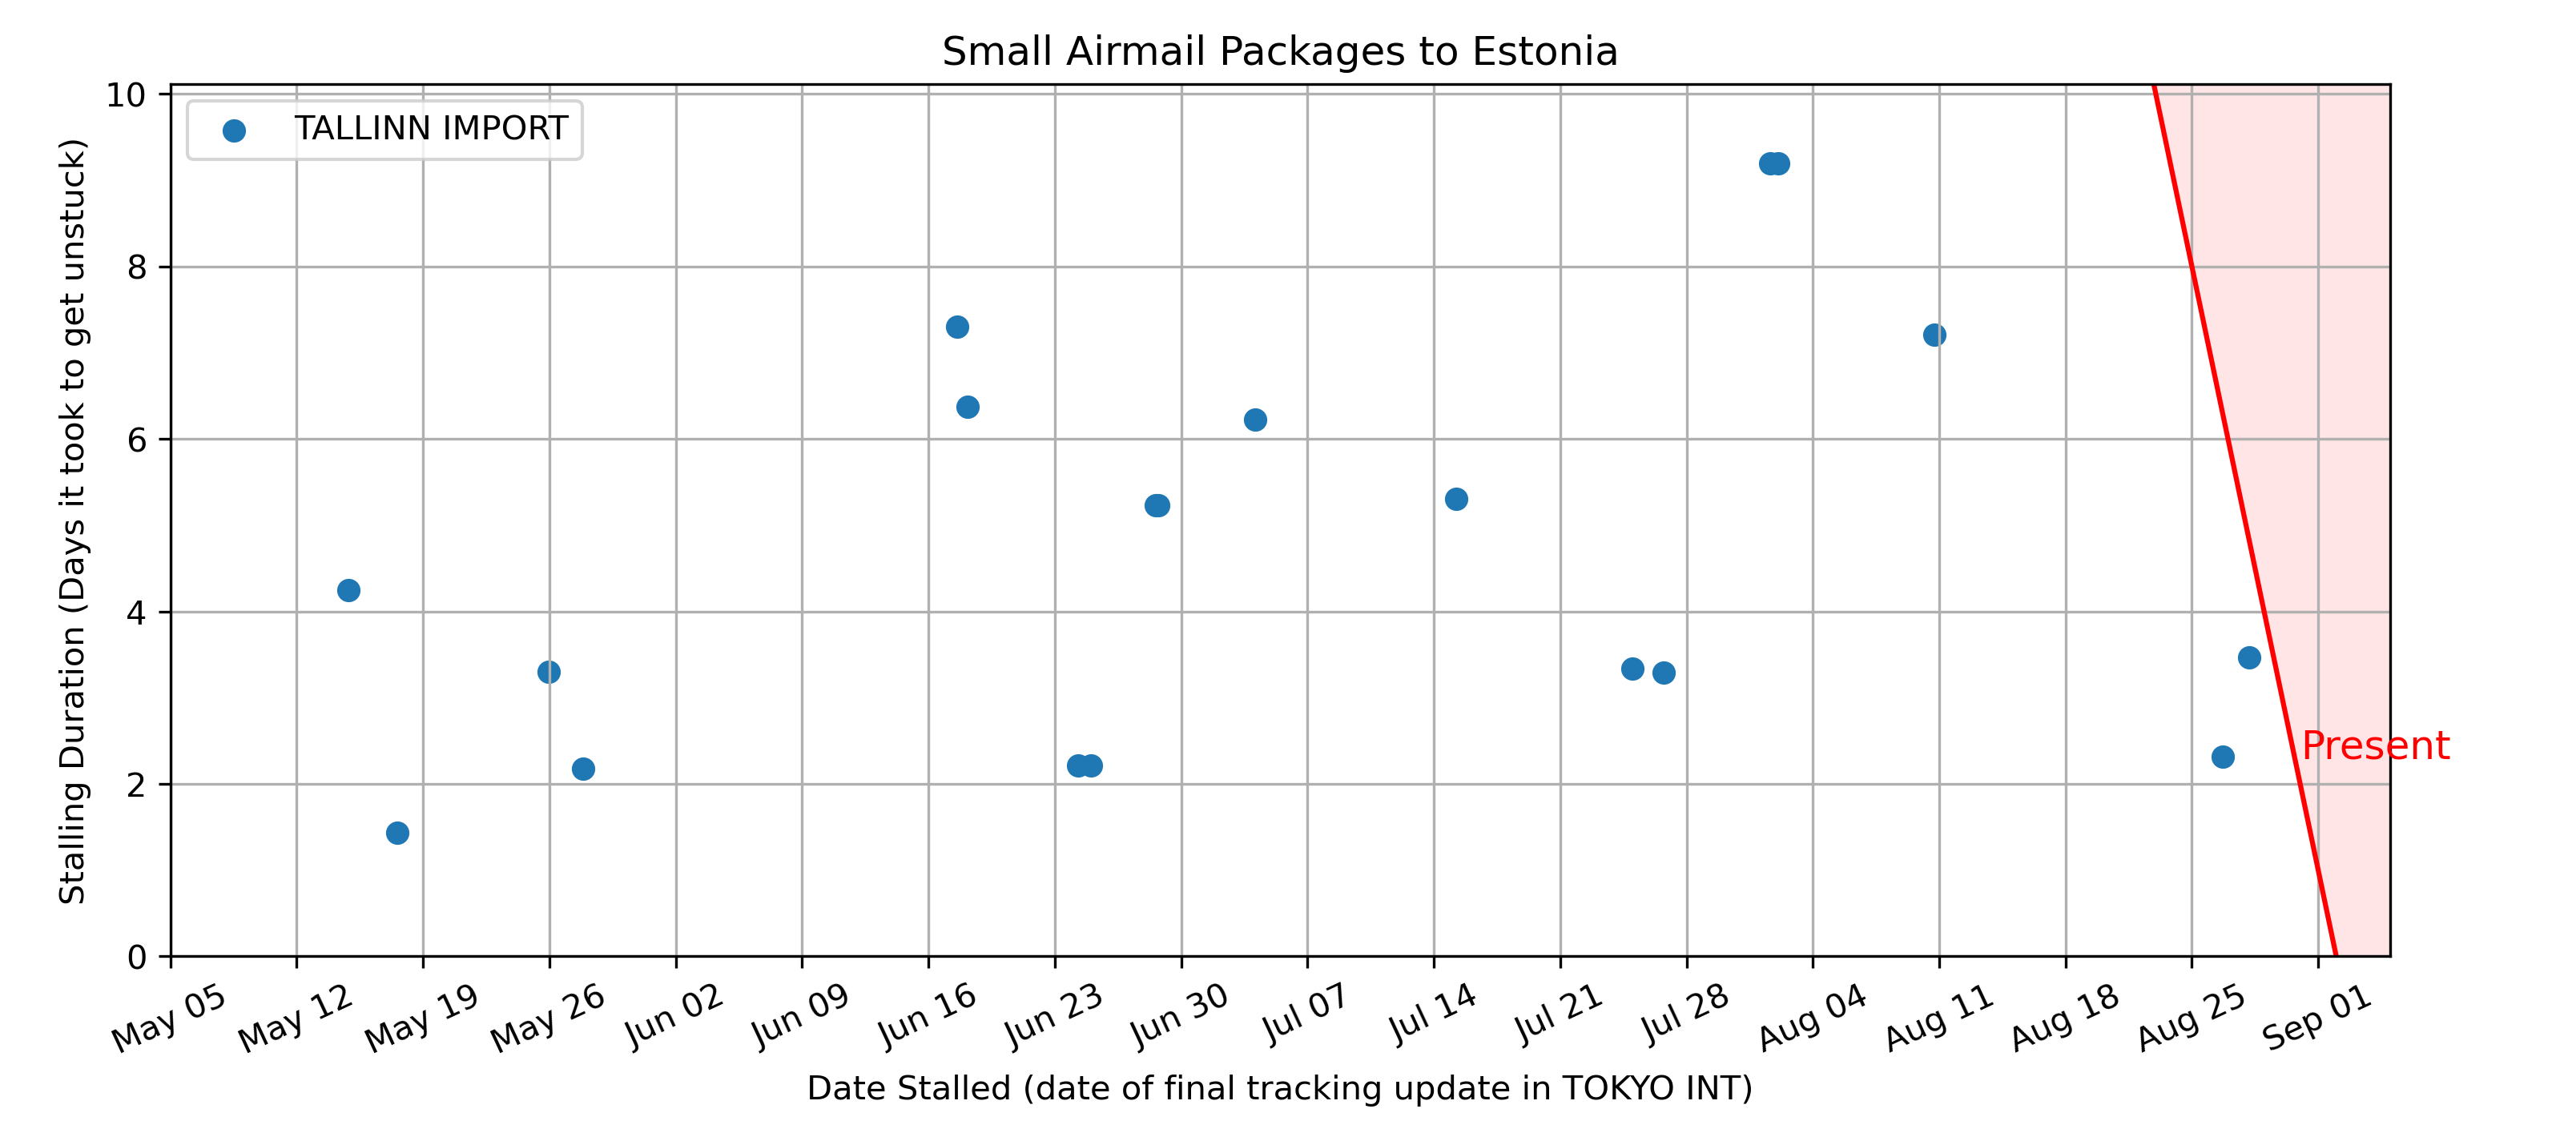 Small Airmail Packages to Estonia
TALLINN IMPORT
Stalling Duration (Days it took to get unstuck)
10
8
6
4
2
0
Present
May 05
May 12
May 19
May 26
Jun 02
Jun 09
Jun 16
Jun 23
Jun 30
Jul 07
Jul 14
Jul 21
Jul 28
Aug 04
Aug 11
Aug 18
Aug 25
Sep 01
Date Stalled (date of final tracking update in TOKYO INT)